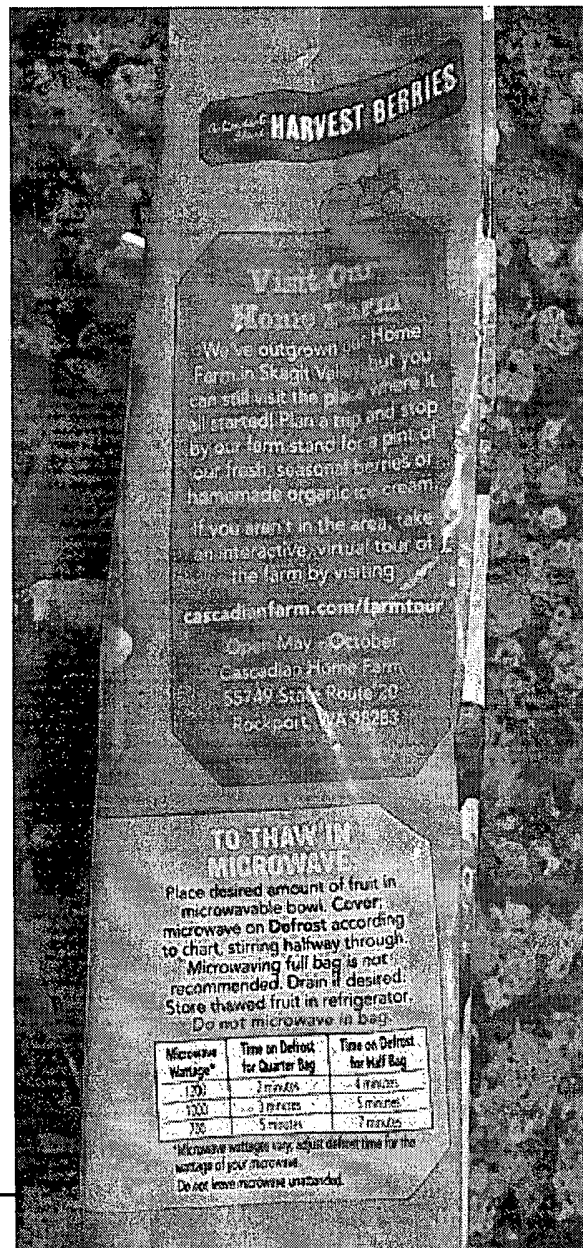 Antioxidant
Blend
HARVEST BERRIES
Visit Our
Home Farm
We've outgrown our Home
Farm in Skagit Valley, but you
can still visit the place where it
all started! Plan a trip and stop
by our farm stand for a pint of
our fresh, seasonal berries or
homemade organic ice cream.
If you aren't in the area, take
an interactive, virtual tour of
the farm by visiting
cascadianfarm.com/farmtour
Open May - October
Cascadian Home Farm
55749 State Route 20
Rockport, WA 98283
TO THAW IN
MICROWAVE
Place desired amount of fruit in
microwavable bowl. Cover;
microwave on Defrost according
to chart, stirring halfway through.
Microwaving full bag is not
recommended. Drain if desired.
Store thawed fruit in refrigerator.
Do not microwave in bag.
Microwave Wattage* Time on Defrost for Quarter Bag Time on Defrost for Half Bag
1200 2 minutes 4 minutes
1000 3 minutes 5 minutes
700 5 minutes 7 minutes
*Microwave wattages vary; adjust defrost time for the
wattage of your microwave.
Do not leave microwave unattended.